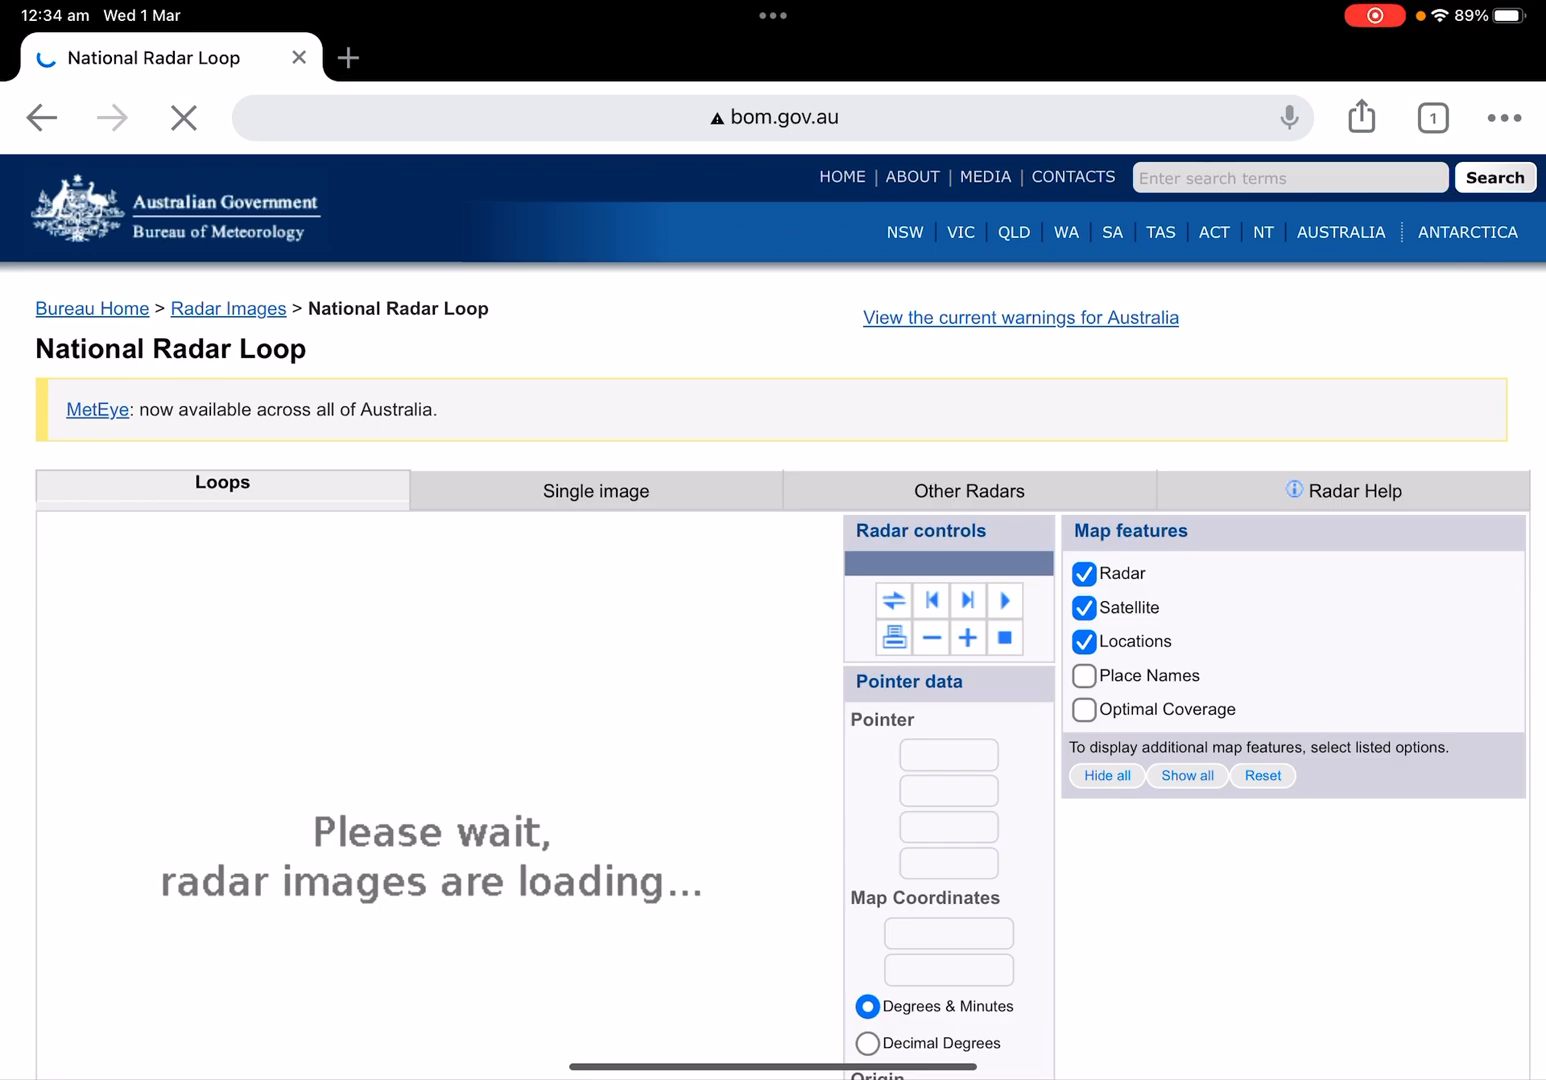 12:34 am Wed 1 Mar
89%
National Radar Loop
bom.gov.au
1
HOME | ABOUT | MEDIA | CONTACTS
Enter search terms
Search
Australian Government
Bureau of Meteorology
NSW | VIC | QLD | WA | SA | TAS | ACT | NT | AUSTRALIA | ANTARCTICA
Bureau Home > Radar Images > National Radar Loop
View the current warnings for Australia
National Radar Loop
MetEye: now available across all of Australia.
Loops
Single image
Other Radars
Radar Help
Please wait,
radar images are loading...
Radar controls
Pointer data
Pointer
Map Coordinates
Degrees & Minutes
Decimal Degrees
Origin
Map features
Radar
Satellite
Locations
Place Names
Optimal Coverage
To display additional map features, select listed options.
Hide all
Show all
Reset